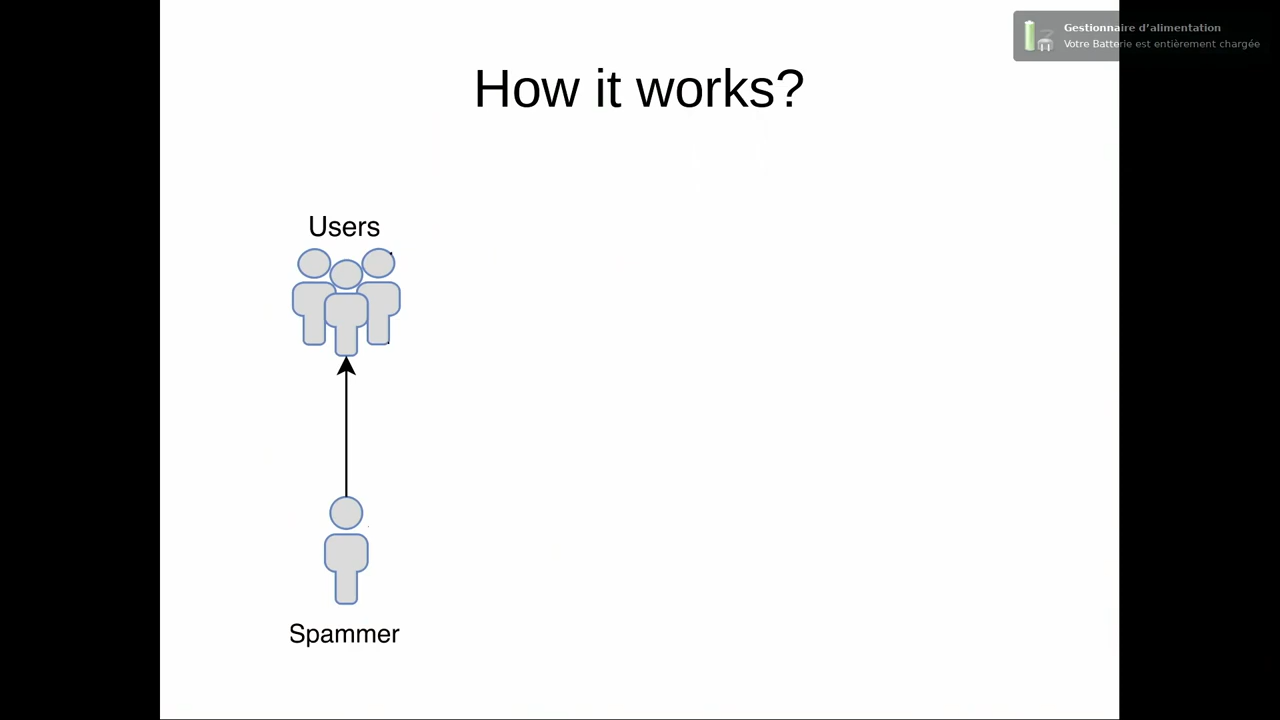 Gestionnaire d'alimentation
Votre Batterie est entièrement chargée
How it works?
Users
Spammer